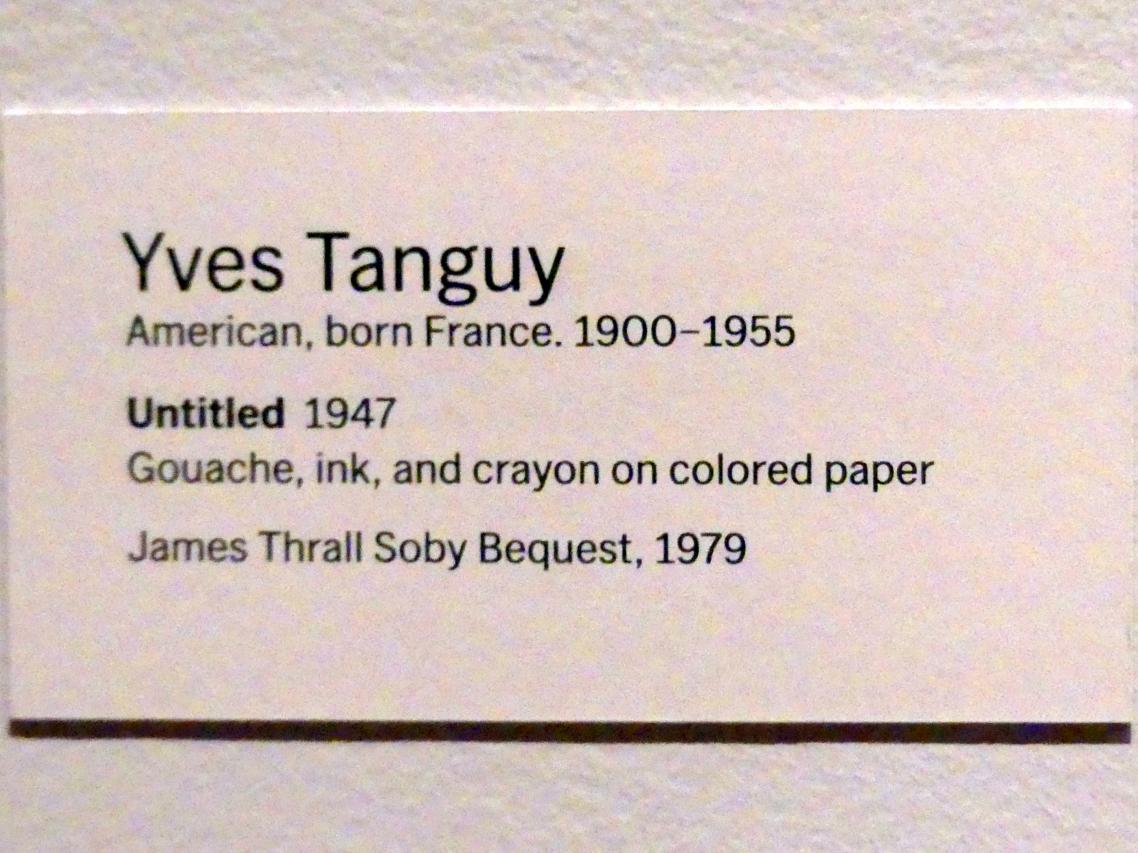 Yves Tanguy
American, born France. 1900–1955
Untitled 1947
Gouache, ink, and crayon on colored paper
James Thrall Soby Bequest, 1979